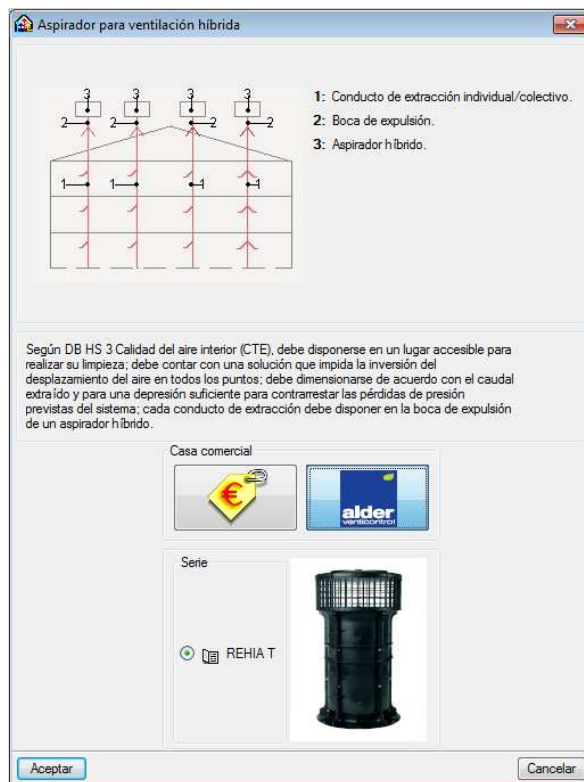 Aspirador para ventilación híbrida
3 3 3 3
2 2 2 2
1 1 1 1
1: Conducto de extracción individual/colectivo.
2: Boca de expulsión.
3: Aspirador híbrido.
Según DB HS 3 Calidad del aire interior (CTE), debe disponerse en un lugar accesible para
realizar su limpieza; debe contar con una solución que impida la inversión del
desplazamiento del aire en todos los puntos; debe dimensionarse de acuerdo con el caudal
extraído y para una depresión suficiente para contrarrestar las pérdidas de presión
previstas del sistema; cada conducto de extracción debe disponer en la boca de expulsión
de un aspirador híbrido.
Casa comercial
€
alder
venticontrol
Serie
REHIA T
Aceptar
Cancelar